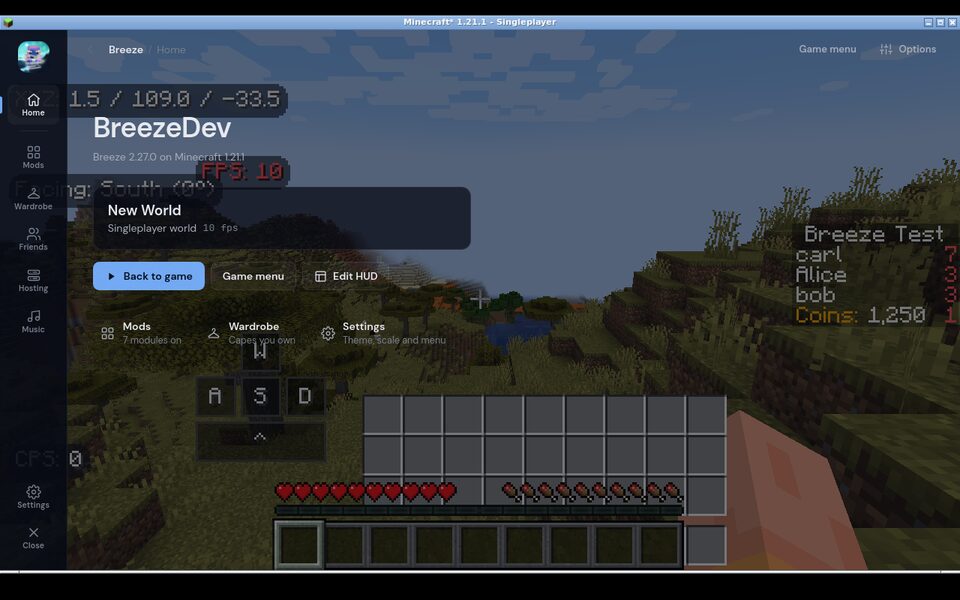 Minecraft* 1.21.1 - Singleplayer
Breeze / Home
Game menu
Options
1.5 / 109.0 / -33.5
Home
BreezeDev
Breeze 2.27.0 on Minecraft 1.21.1
FPS: 10
Mods
Facing: South (0°)
Wardrobe
New World
Singleplayer world 10 fps
Friends
Breeze Test
carl 7
Alice 3
bob 3
Coins: 1,250 1
Back to game
Game menu
Edit HUD
Hosting
Music
Mods
7 modules on
Wardrobe
Capes you own
Settings
Theme, scale and menu
W
A S D
^
CPS: 0
Settings
Close